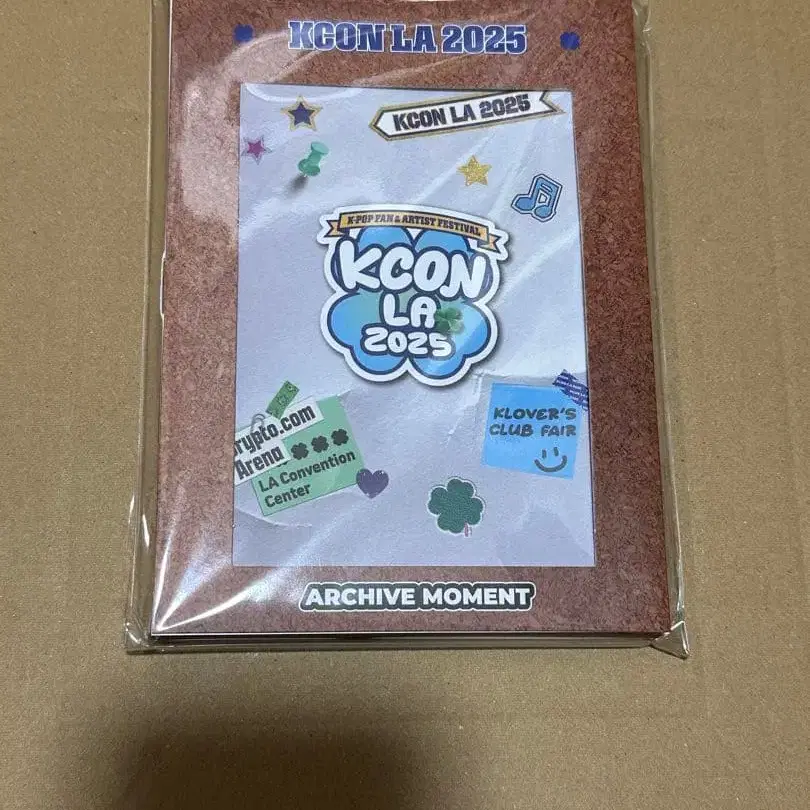 KCON LA 2025
KCON LA 2025
K-POP FAN & ARTIST FESTIVAL
KCON
LA
2025
rypto.com
Arena
LA Convention
Center
KLOVER'S
CLUB FAIR
ARCHIVE MOMENT